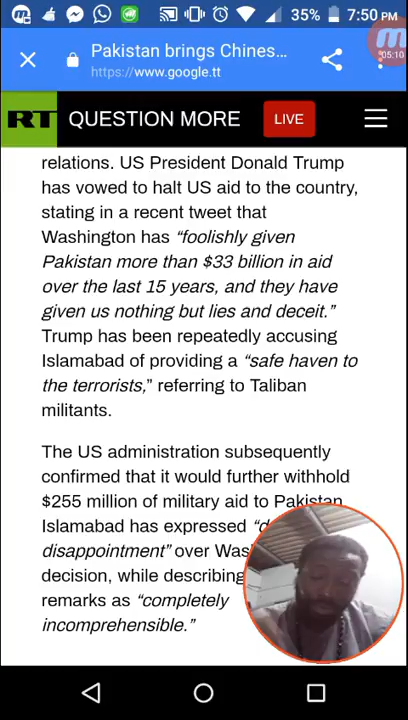 35% 7:50 PM
Pakistan brings Chines...
https://www.google.tt
05:10
RT QUESTION MORE LIVE
relations. US President Donald Trump
has vowed to halt US aid to the country,
stating in a recent tweet that
Washington has “foolishly given
Pakistan more than $33 billion in aid
over the last 15 years, and they have
given us nothing but lies and deceit.”
Trump has been repeatedly accusing
Islamabad of providing a “safe haven to
the terrorists,” referring to Taliban
militants.
The US administration subsequently
confirmed that it would further withhold
$255 million of military aid to Pakistan.
Islamabad has expressed
disappointment” over
decision, while describing
remarks as “completely
incomprehensible.”